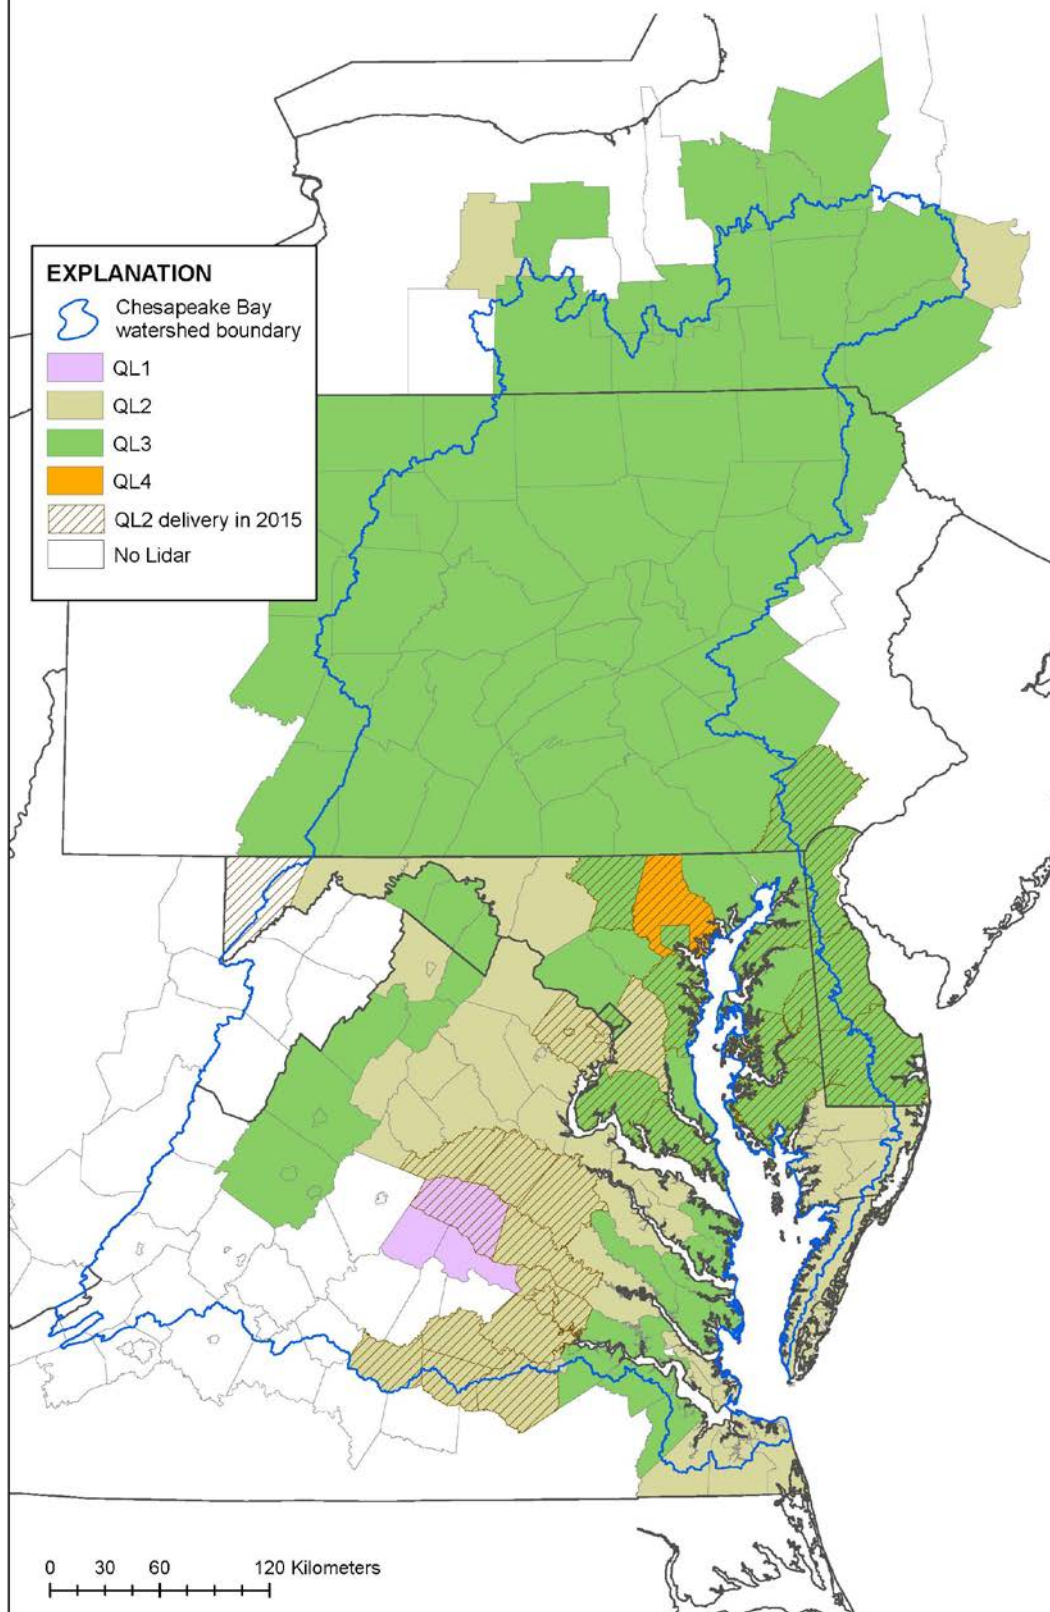 EXPLANATION
Chesapeake Bay
watershed boundary
QL1
QL2
QL3
QL4
QL2 delivery in 2015
No Lidar
0 30 60 120 Kilometers